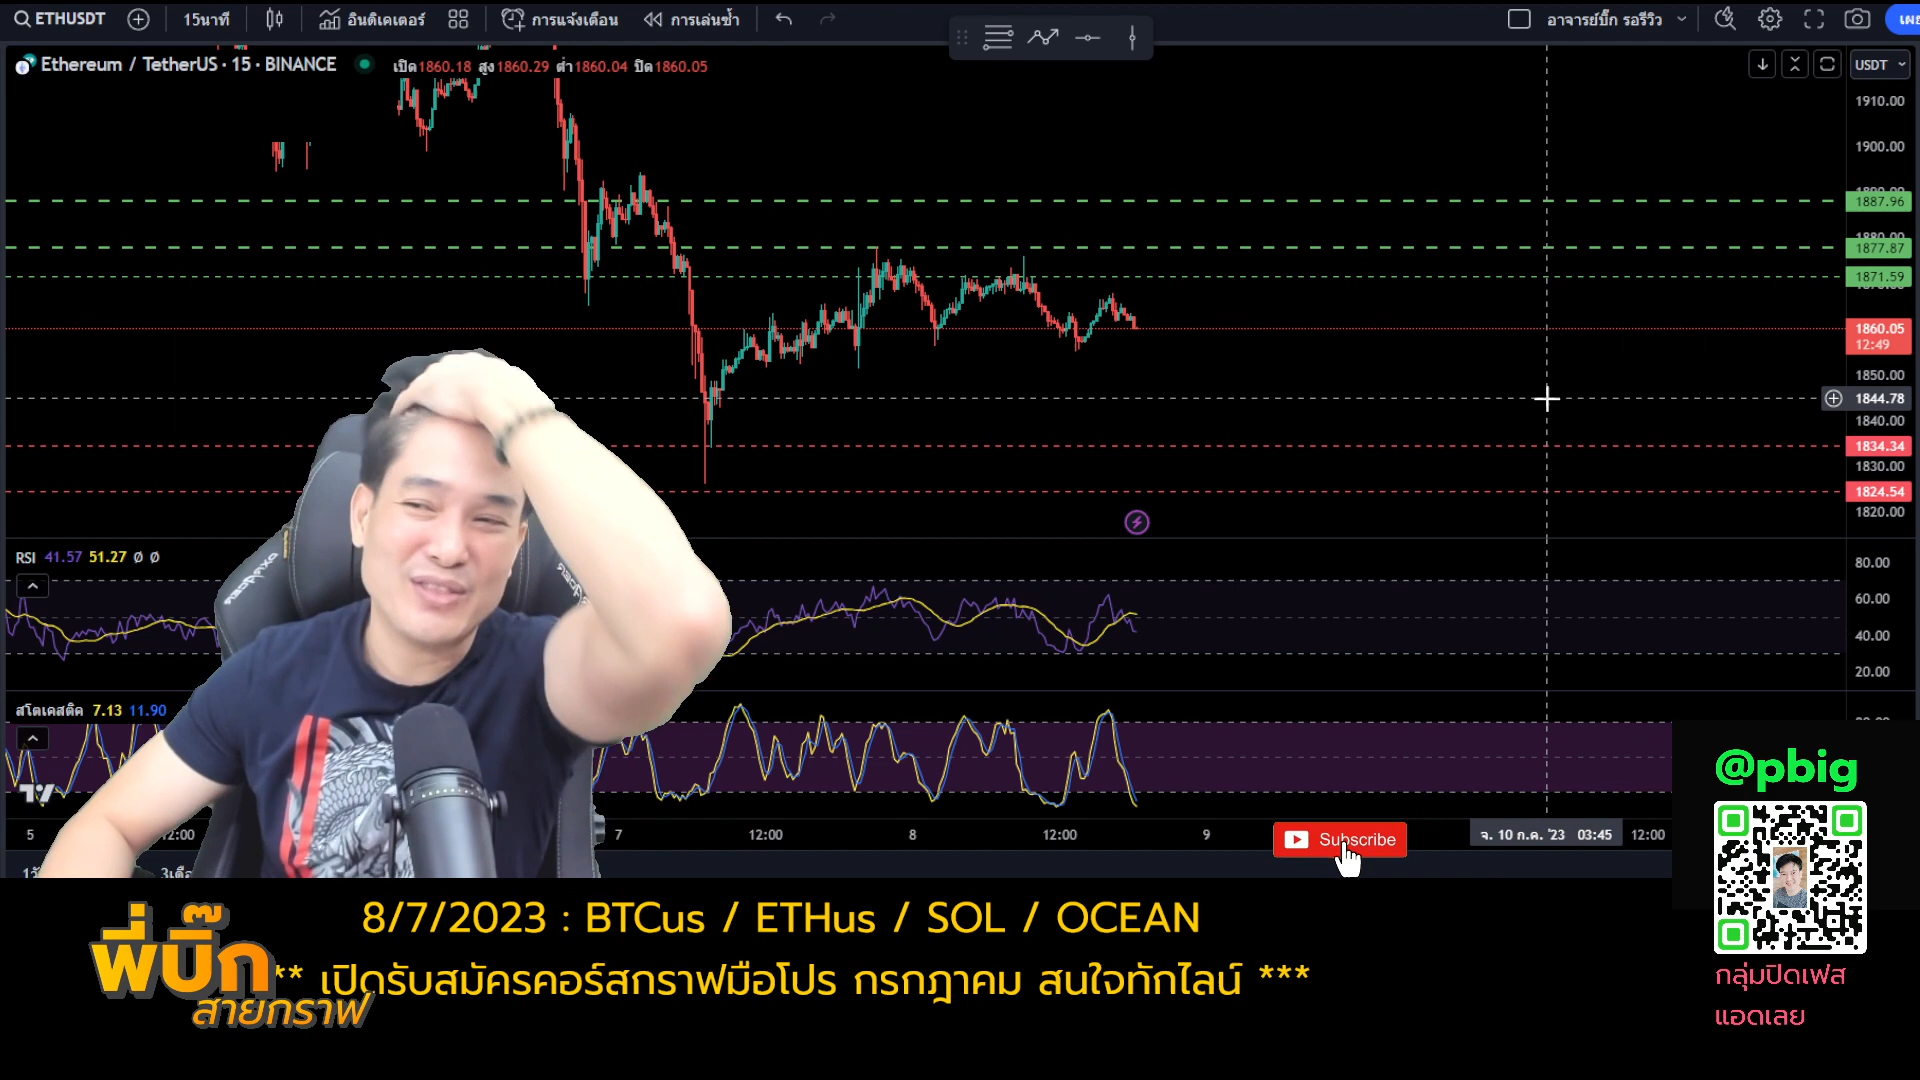 ETHUSDT 15นาที อินดิเคเตอร์ การแจ้งเตือน การเล่นซ้ำ อาจารย์บิ๊ก รอรีวิว
Ethereum / TetherUS · 15 · BINANCE เปิด1860.18 สูง1860.29 ต่ำ1860.04 ปิด1860.05 USDT
1910.00
1900.00
1887.96
1877.87
1871.59
1860.05
12:49
1850.00
1844.78
1840.00
1834.34
1830.00
1824.54
1820.00
RSI 41.57 51.27 Ø Ø
80.00
60.00
40.00
20.00
สโตเคสติค 7.13 11.90
5 12:00 7 12:00 8 12:00 9 จ. 10 ก.ค. '23 03:45 12:00
Subscribe
@pbig
8/7/2023 : BTCus / ETHus / SOL / OCEAN
พี่บิ๊ก
สายกราฟ
** เปิดรับสมัครคอร์สกราฟมือโปร กรกฎาคม สนใจทักไลน์ ***
กลุ่มปิดเฟส
แอดเลย